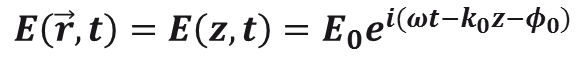 E(r⃗, t) = E(z, t) = E₀e^{i(ωt−k₀z−ϕ₀)}